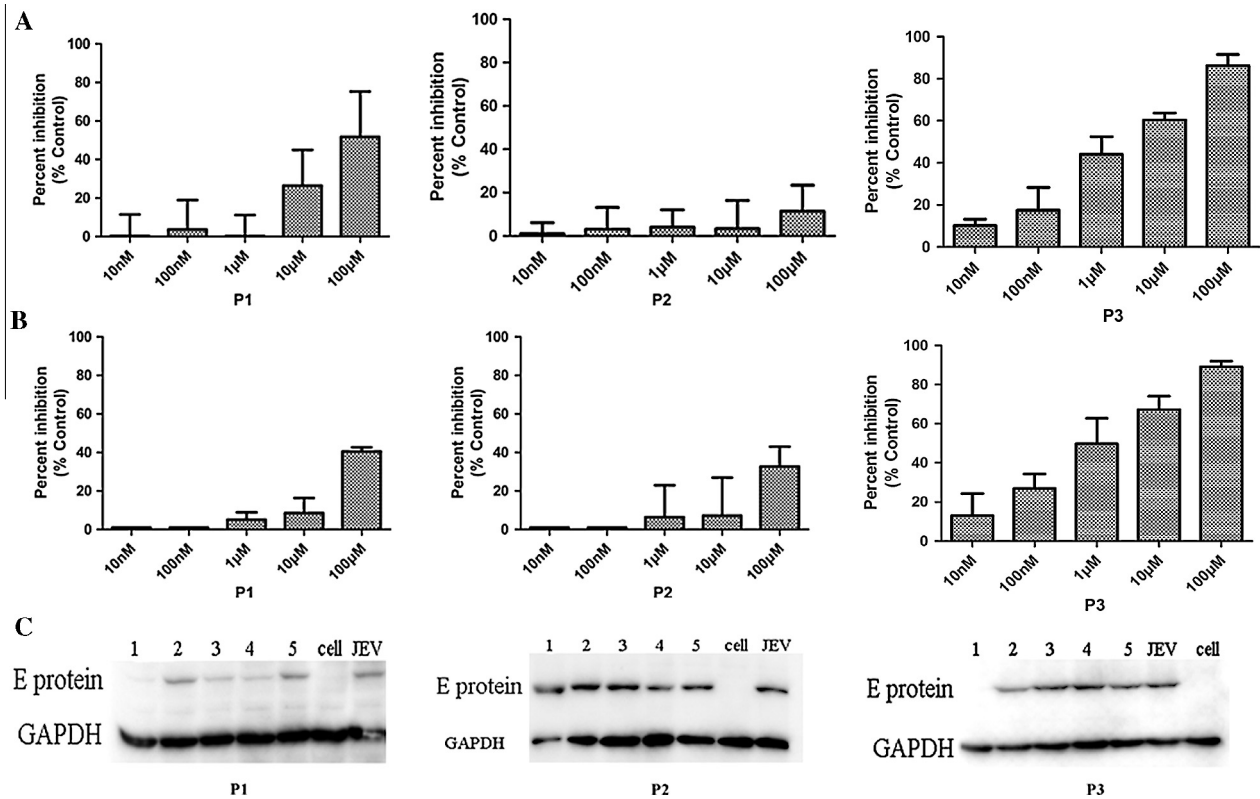 A
Percent inhibition
(% Control)
100
80
60
40
20
0
10nM
100nM
1µM
10µM
100µM
P1
Percent inhibition
(% Control)
100
80
60
40
20
0
10nM
100nM
1µM
10µM
100µM
P2
Percent inhibition
(% Control)
100
80
60
40
20
0
10nM
100nM
1µM
10µM
100µM
P3
B
Percent inhibition
(% Control)
100
80
60
40
20
0
10nM
100nM
1µM
10µM
100µM
P1
Percent inhibition
(% Control)
100
80
60
40
20
0
10nM
100nM
1µM
10µM
100µM
P2
Percent inhibition
(% Control)
100
80
60
40
20
0
10nM
100nM
1µM
10µM
100µM
P3
C
1 2 3 4 5 cell JEV
E protein
GAPDH
P1
1 2 3 4 5 cell JEV
E protein
GAPDH
P2
1 2 3 4 5 JEV cell
E protein
GAPDH
P3